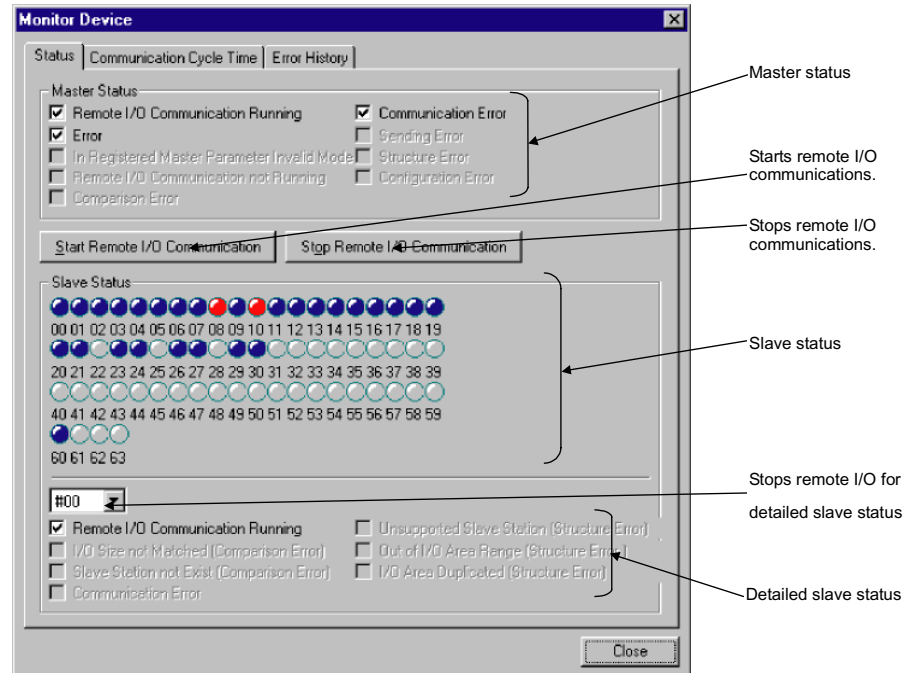 Monitor Device
Status Communication Cycle Time Error History
Master Status
Remote I/O Communication Running
Communication Error
Error
Sending Error
In Registered Master Parameter Invalid Mode
Structure Error
Remote I/O Communication not Running
Configuration Error
Comparison Error
Master status
Starts remote I/O
communications.
Start Remote I/O Communication
Stop Remote I/O Communication
Stops remote I/O
communications.
Slave Status
00 01 02 03 04 05 06 07 08 09 10 11 12 13 14 15 16 17 18 19
20 21 22 23 24 25 26 27 28 29 30 31 32 33 34 35 36 37 38 39
40 41 42 43 44 45 46 47 48 49 50 51 52 53 54 55 56 57 58 59
60 61 62 63
Slave status
#00
Stops remote I/O for
detailed slave status
Remote I/O Communication Running
Unsupported Slave Station (Structure Error)
I/O Size not Matched (Comparison Error)
Out of I/O Area Range (Structure Error )
Slave Station not Exist (Comparison Error)
I/O Area Duplicated (Structure Error)
Communication Error
Detailed slave status
Close